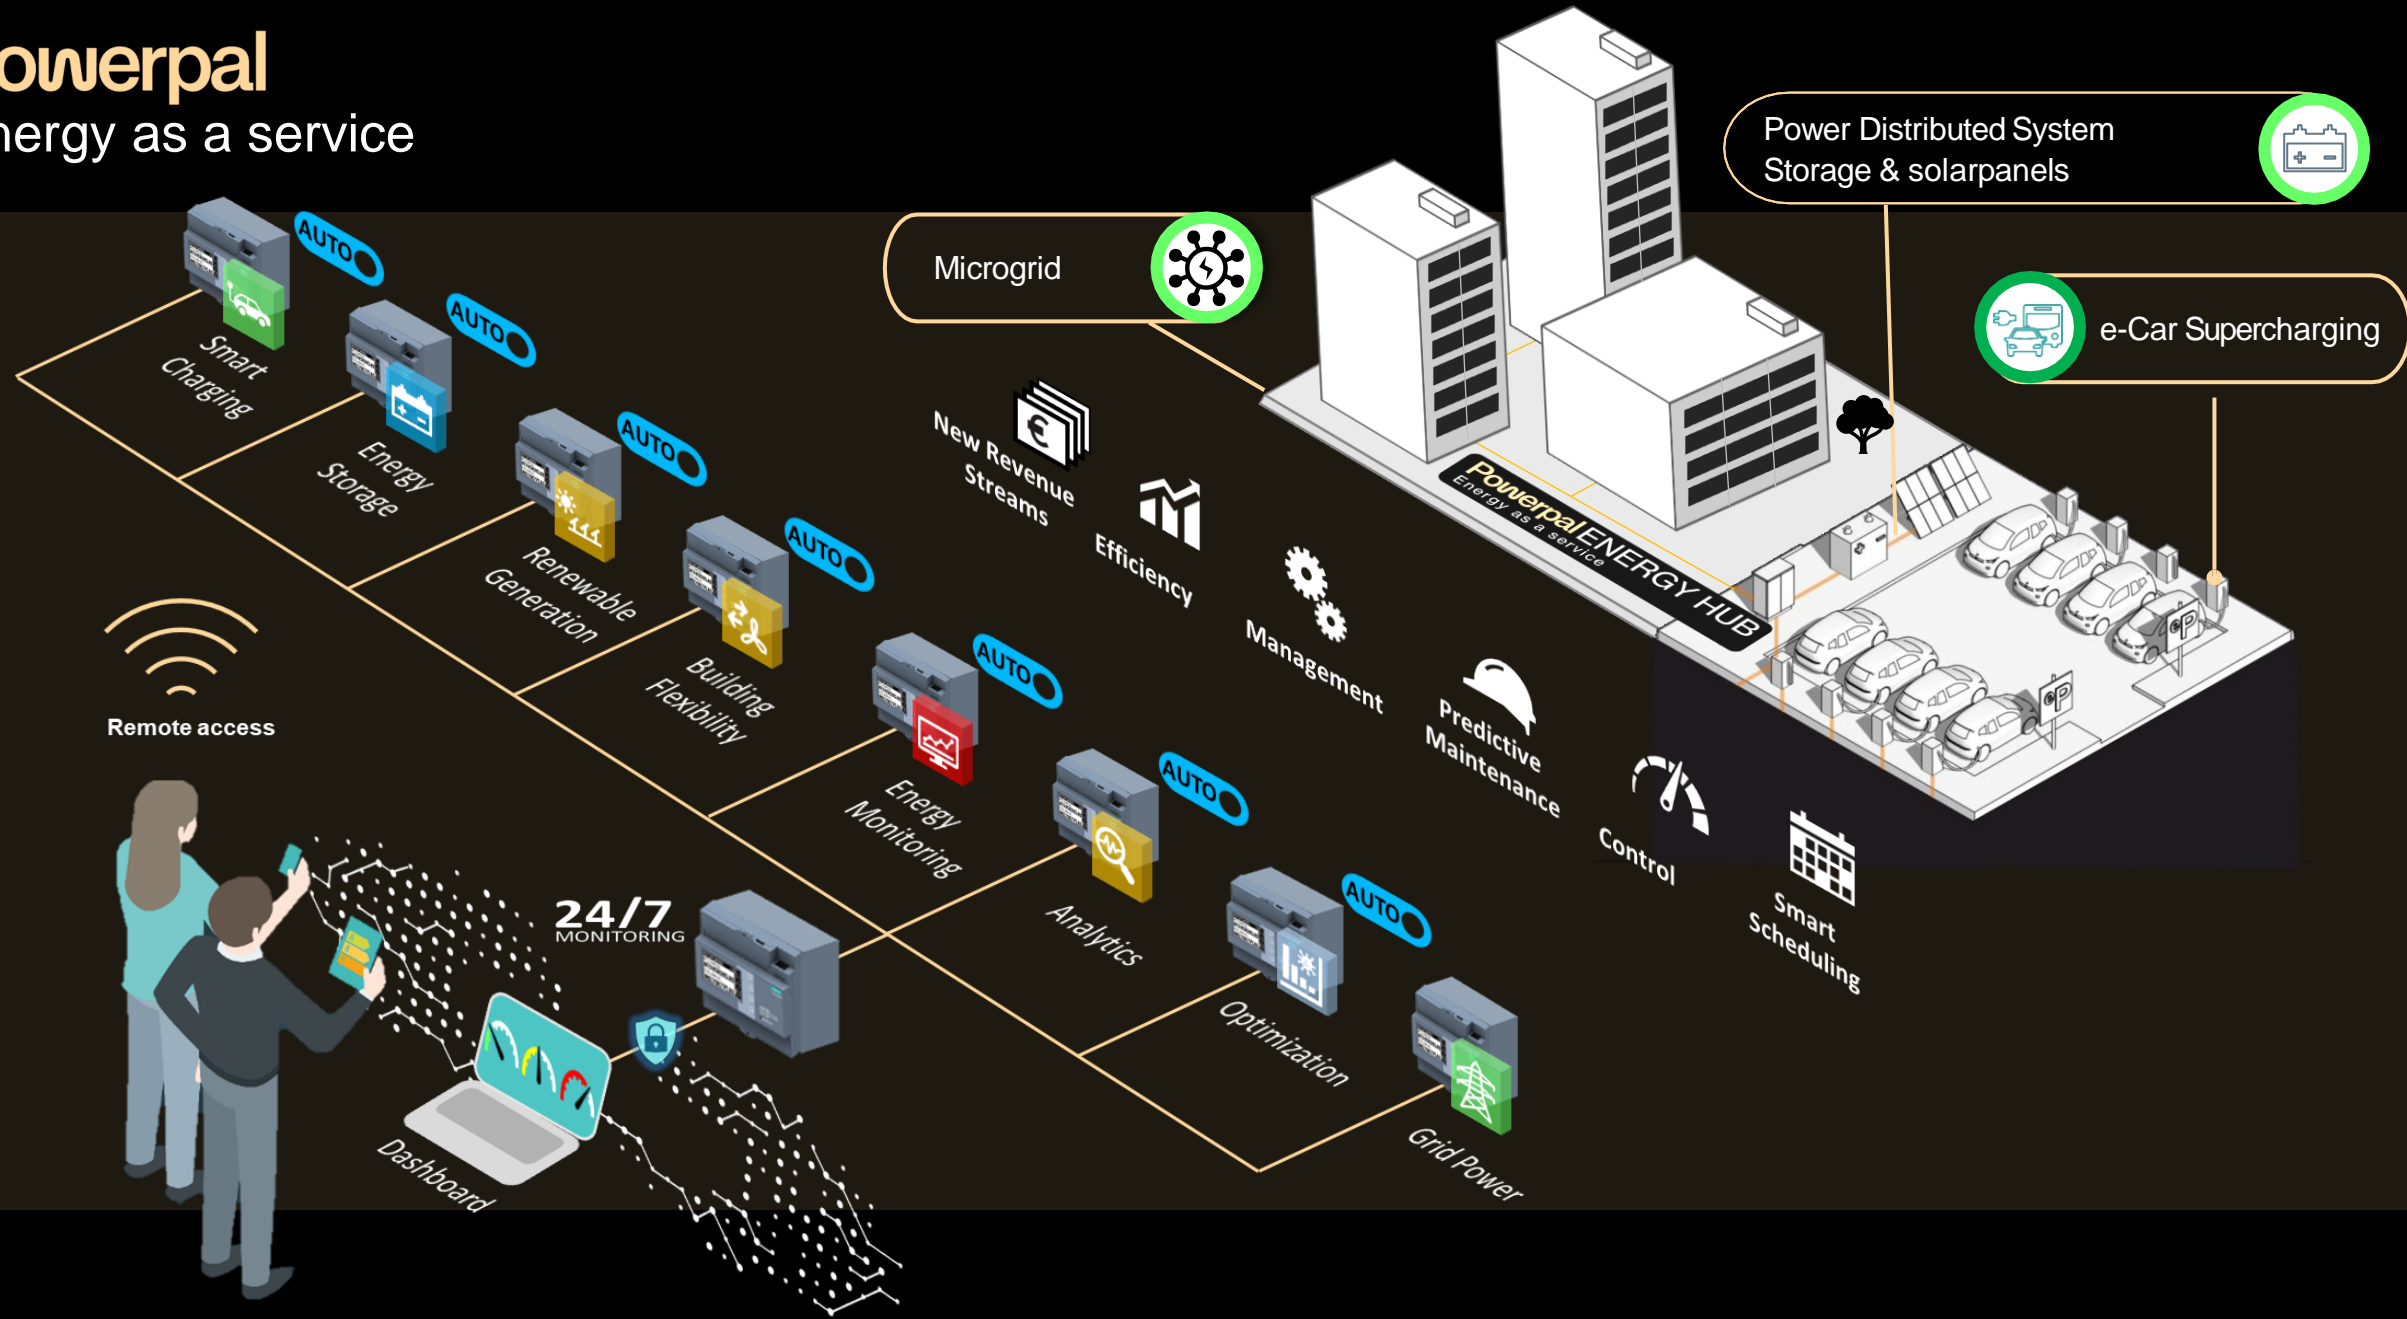 owerpal
nergy as a service
Power Distributed System
Storage & solarpanels
Microgrid
e-Car Supercharging
AUTO
Smart
Charging
AUTO
Energy
Storage
AUTO
Renewable
Generation
AUTO
Building
Flexibility
AUTO
Energy
Monitoring
AUTO
Analytics
AUTO
Optimization
Grid Power
€
New Revenue
Streams
Efficiency
Management
Predictive
Maintenance
Control
Smart
Scheduling
Powerpal
Energy as a service
ENERGY HUB
eP
eP
Remote access
24/7
MONITORING
Dashboard